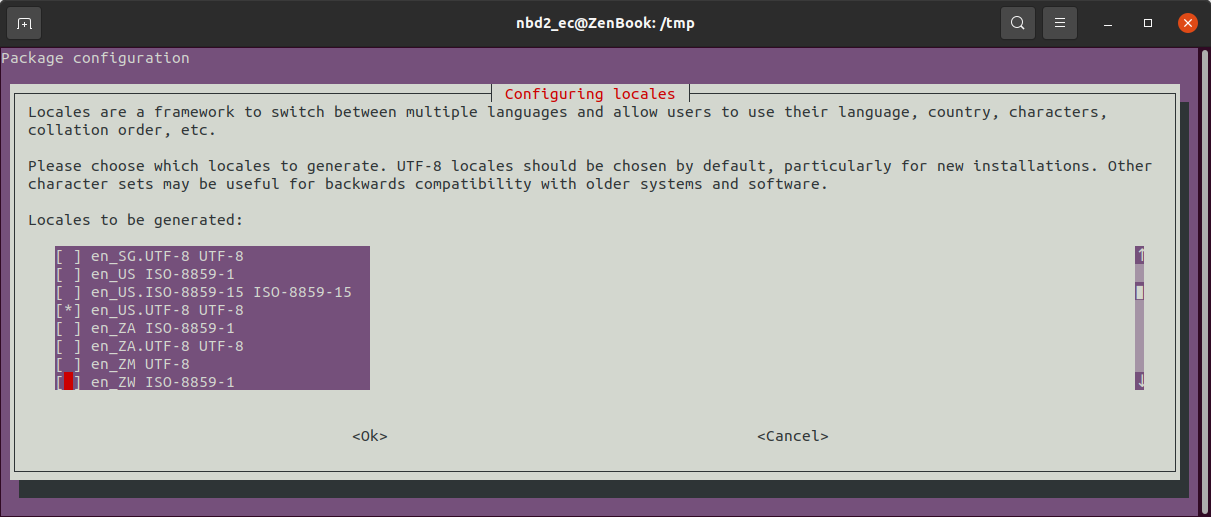 nbd2_ec@ZenBook: /tmp
Package configuration
Configuring locales
Locales are a framework to switch between multiple languages and allow users to use their language, country, characters,
collation order, etc.
Please choose which locales to generate. UTF-8 locales should be chosen by default, particularly for new installations. Other
character sets may be useful for backwards compatibility with older systems and software.
Locales to be generated:
[ ] en_SG.UTF-8 UTF-8
[ ] en_US ISO-8859-1
[ ] en_US.ISO-8859-15 ISO-8859-15
[*] en_US.UTF-8 UTF-8
[ ] en_ZA ISO-8859-1
[ ] en_ZA.UTF-8 UTF-8
[ ] en_ZM UTF-8
[ ] en_ZW ISO-8859-1
<Ok> <Cancel>